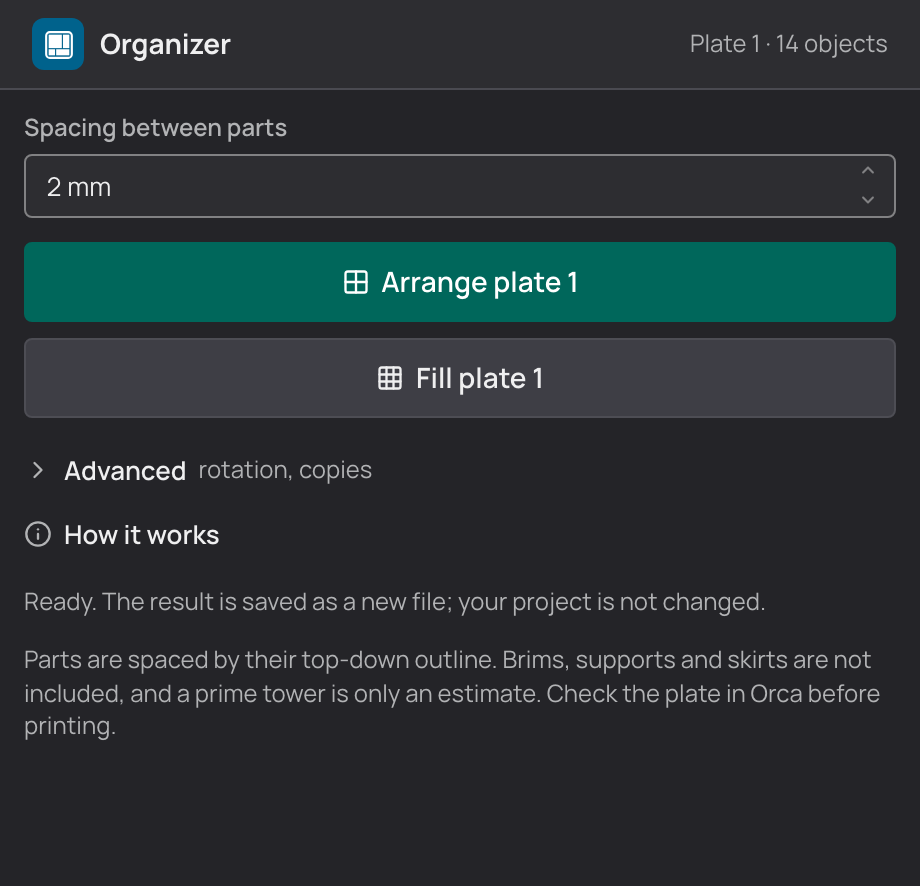 Organizer
Plate 1 · 14 objects
Spacing between parts
2 mm
Arrange plate 1
Fill plate 1
Advanced rotation, copies
How it works
Ready. The result is saved as a new file; your project is not changed.
Parts are spaced by their top-down outline. Brims, supports and skirts are not
included, and a prime tower is only an estimate. Check the plate in Orca before
printing.